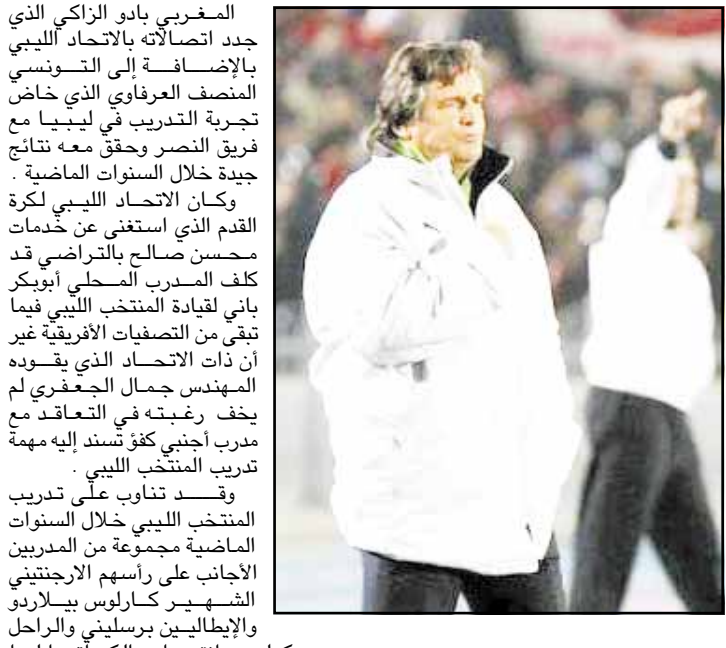 المغربي بادو الزاكي الذي
جدد اتصالاته بالاتحاد الليبي
بالإضافة إلى التونسي
المنصف العرفاوي الذي خاض
تجربة التدريب في ليبيا مع
فريق النصر وحقق معه نتائج
جيدة خلال السنوات الماضية .
وكان الاتحاد الليبي لكرة
القدم الذي استغنى عن خدمات
محسن صالح بالتراضي قد
كلف المدرب المحلي أبوبكر
باني لقيادة المنتخب الليبي فيما
تبقى من التصفيات الأفريقية غير
أن ذات الاتحاد الذي يقوده
المهندس جمال الجعفري لم
يخف رغبته في التعاقد مع
مدرب أجنبي كفؤ تسند إليه مهمة
تدريب المنتخب الليبي .
وقد تناوب على تدريب
المنتخب الليبي خلال السنوات
الماضية مجموعة من المدربين
الأجانب على رأسهم الارجنتيني
الشهير كارلوس بيلاردو
والإيطاليين برسليني والراحل